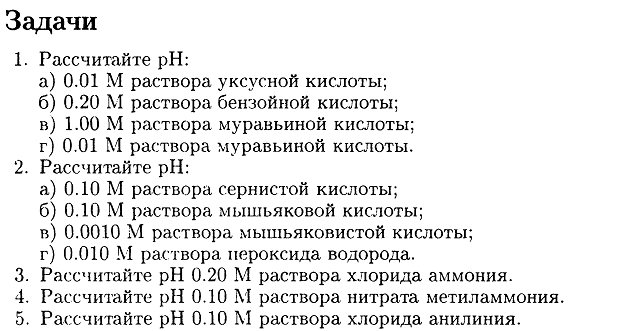 Задачи
1. Рассчитайте pH:
а) 0.01 М раствора уксусной кислоты;
б) 0.20 М раствора бензойной кислоты;
в) 1.00 М раствора муравьиной кислоты;
г) 0.01 М раствора муравьиной кислоты.
2. Рассчитайте pH:
а) 0.10 М раствора сернистой кислоты;
б) 0.10 М раствора мышьяковой кислоты;
в) 0.0010 М раствора мышьяковистой кислоты;
г) 0.010 М раствора пероксида водорода.
3. Рассчитайте pH 0.20 М раствора хлорида аммония.
4. Рассчитайте pH 0.10 М раствора нитрата метиламмония.
5. Рассчитайте pH 0.10 М раствора хлорида анилиния.